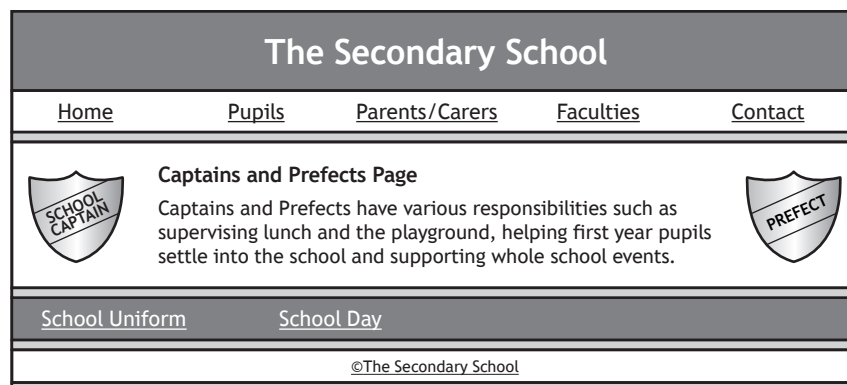 The Secondary School
Home Pupils Parents/Carers Faculties Contact
SCHOOL
CAPTAIN
Captains and Prefects Page
Captains and Prefects have various responsibilities such as
supervising lunch and the playground, helping first year pupils
settle into the school and supporting whole school events.
PREFECT
School Uniform School Day
©The Secondary School